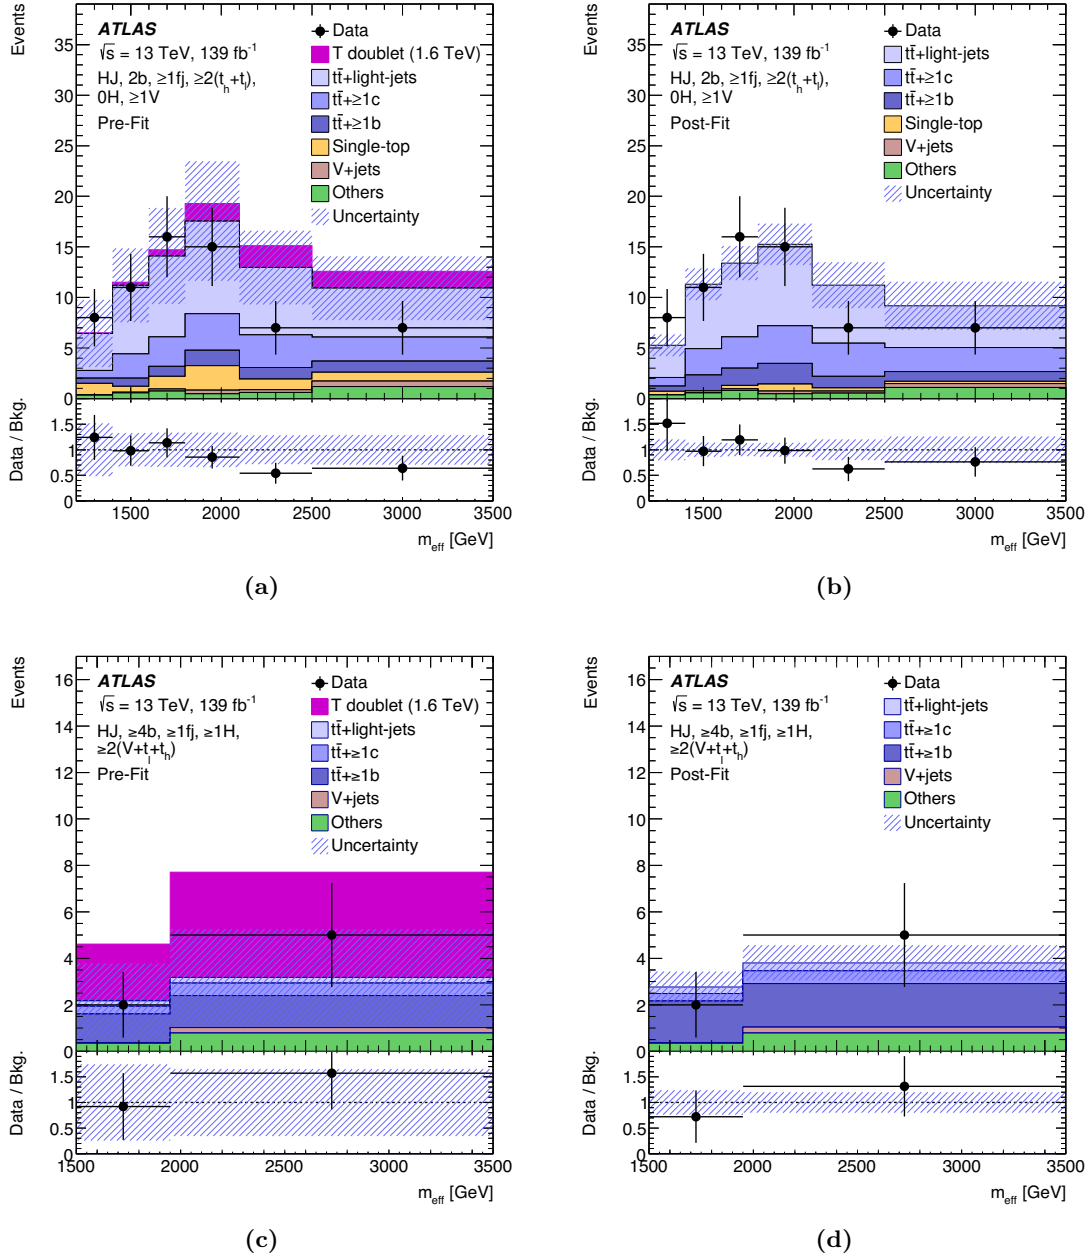 Events
ATLAS
√s = 13 TeV, 139 fb⁻¹
HJ, 2b, ≥1fj, ≥2(tₕ+tₗ),
0H, ≥1V
Pre-Fit
Data
T doublet (1.6 TeV)
tt̄+light-jets
tt̄+≥1c
tt̄+≥1b
Single-top
V+jets
Others
Uncertainty
35
30
25
20
15
10
5
0
Data / Bkg.
1.5
1
0.5
0
1500 2000 2500 3000 3500
m_eff [GeV]
(a)
Events
ATLAS
√s = 13 TeV, 139 fb⁻¹
HJ, 2b, ≥1fj, ≥2(tₕ+tₗ),
0H, ≥1V
Post-Fit
Data
tt̄+light-jets
tt̄+≥1c
tt̄+≥1b
Single-top
V+jets
Others
Uncertainty
35
30
25
20
15
10
5
0
Data / Bkg.
1.5
1
0.5
0
1500 2000 2500 3000 3500
m_eff [GeV]
(b)
Events
ATLAS
√s = 13 TeV, 139 fb⁻¹
HJ, ≥4b, ≥1fj, ≥1H,
≥2(V+tₗ+tₕ)
Pre-Fit
Data
T doublet (1.6 TeV)
tt̄+light-jets
tt̄+≥1c
tt̄+≥1b
V+jets
Others
Uncertainty
16
14
12
10
8
6
4
2
0
Data / Bkg.
1.5
1
0.5
0
1500 2000 2500 3000 3500
m_eff [GeV]
(c)
Events
ATLAS
√s = 13 TeV, 139 fb⁻¹
HJ, ≥4b, ≥1fj, ≥1H,
≥2(V+tₗ+tₕ)
Post-Fit
Data
tt̄+light-jets
tt̄+≥1c
tt̄+≥1b
V+jets
Others
Uncertainty
16
14
12
10
8
6
4
2
0
Data / Bkg.
1.5
1
0.5
0
1500 2000 2500 3000 3500
m_eff [GeV]
(d)